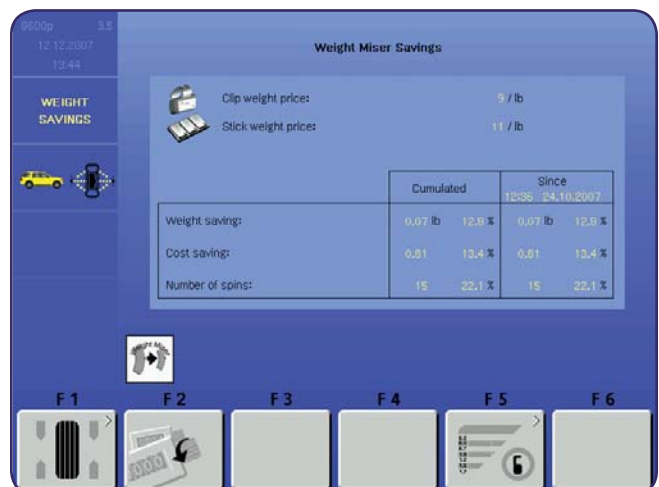 9600p 3.5
12.12.2007
13:44
Weight Miser Savings
WEIGHT
SAVINGS
Clip weight price: 9 / lb
Stick weight price: 11 / lb
Cumulated
Since
12:36 24.10.2007
Weight saving: 0.07 lb 12.8 % 0.07 lb 12.8 %
Cost saving: 0.81 13.4 % 0.81 13.4 %
Number of spins: 15 22.1 % 15 22.1 %
Weight Miser
F 1 F 2 F 3 F 4 F 5 F 6